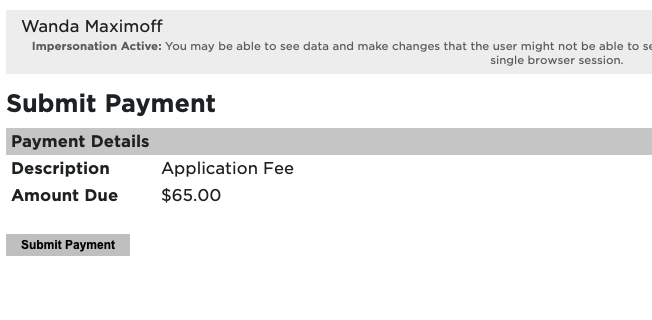 Wanda Maximoff
Impersonation Active: You may be able to see data and make changes that the user might not be able to
single browser session.
Submit Payment
Payment Details
Description Application Fee
Amount Due $65.00
Submit Payment